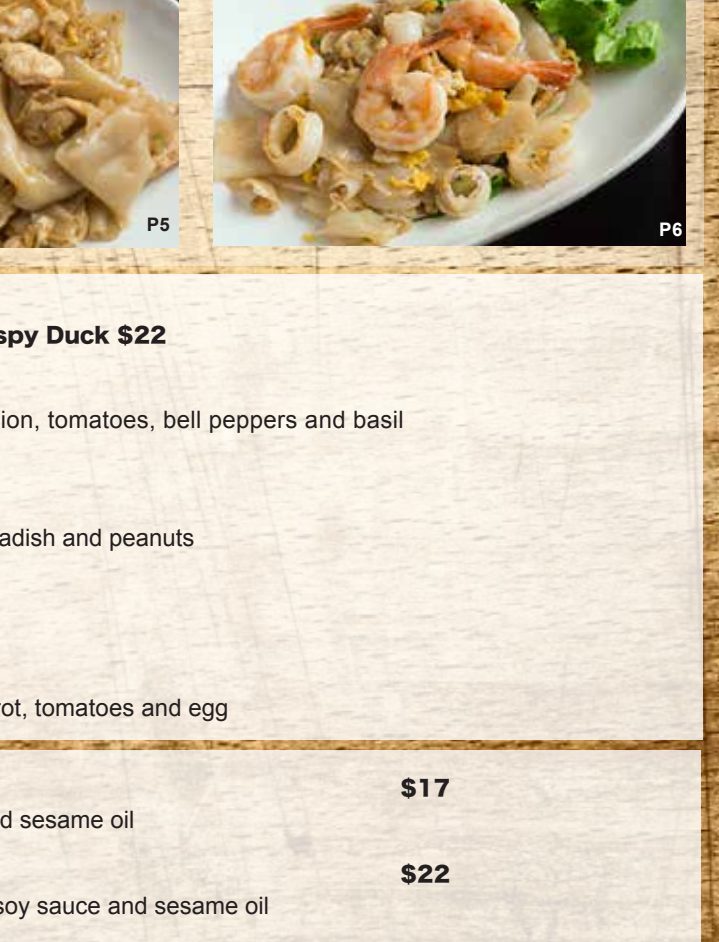 P5
P6
spy Duck $22
ion, tomatoes, bell peppers and basil
adish and peanuts
ot, tomatoes and egg
$17
d sesame oil
$22
soy sauce and sesame oil